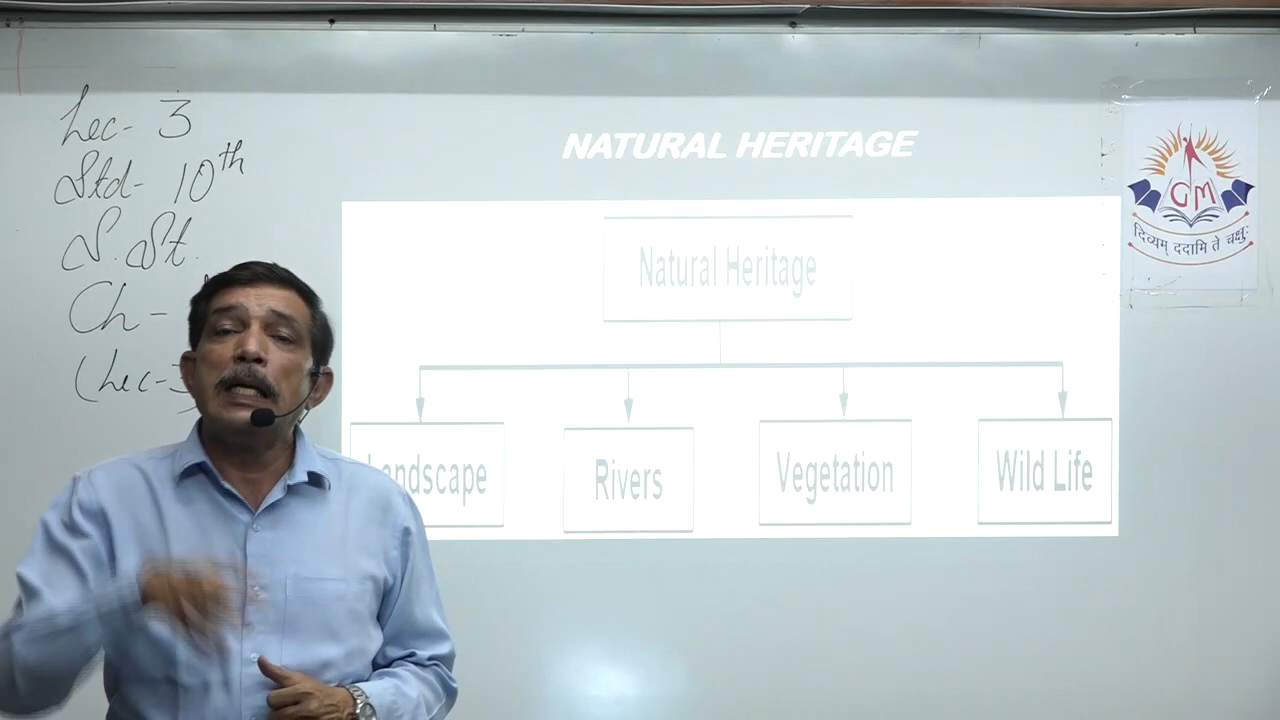 Lec- 3
Std- 10th
S.St.
Ch-
(Lec-3
NATURAL HERITAGE
Natural Heritage
Landscape
Rivers
Vegetation
Wild Life
GM
दिव्यम् ददामि ते चक्षुः